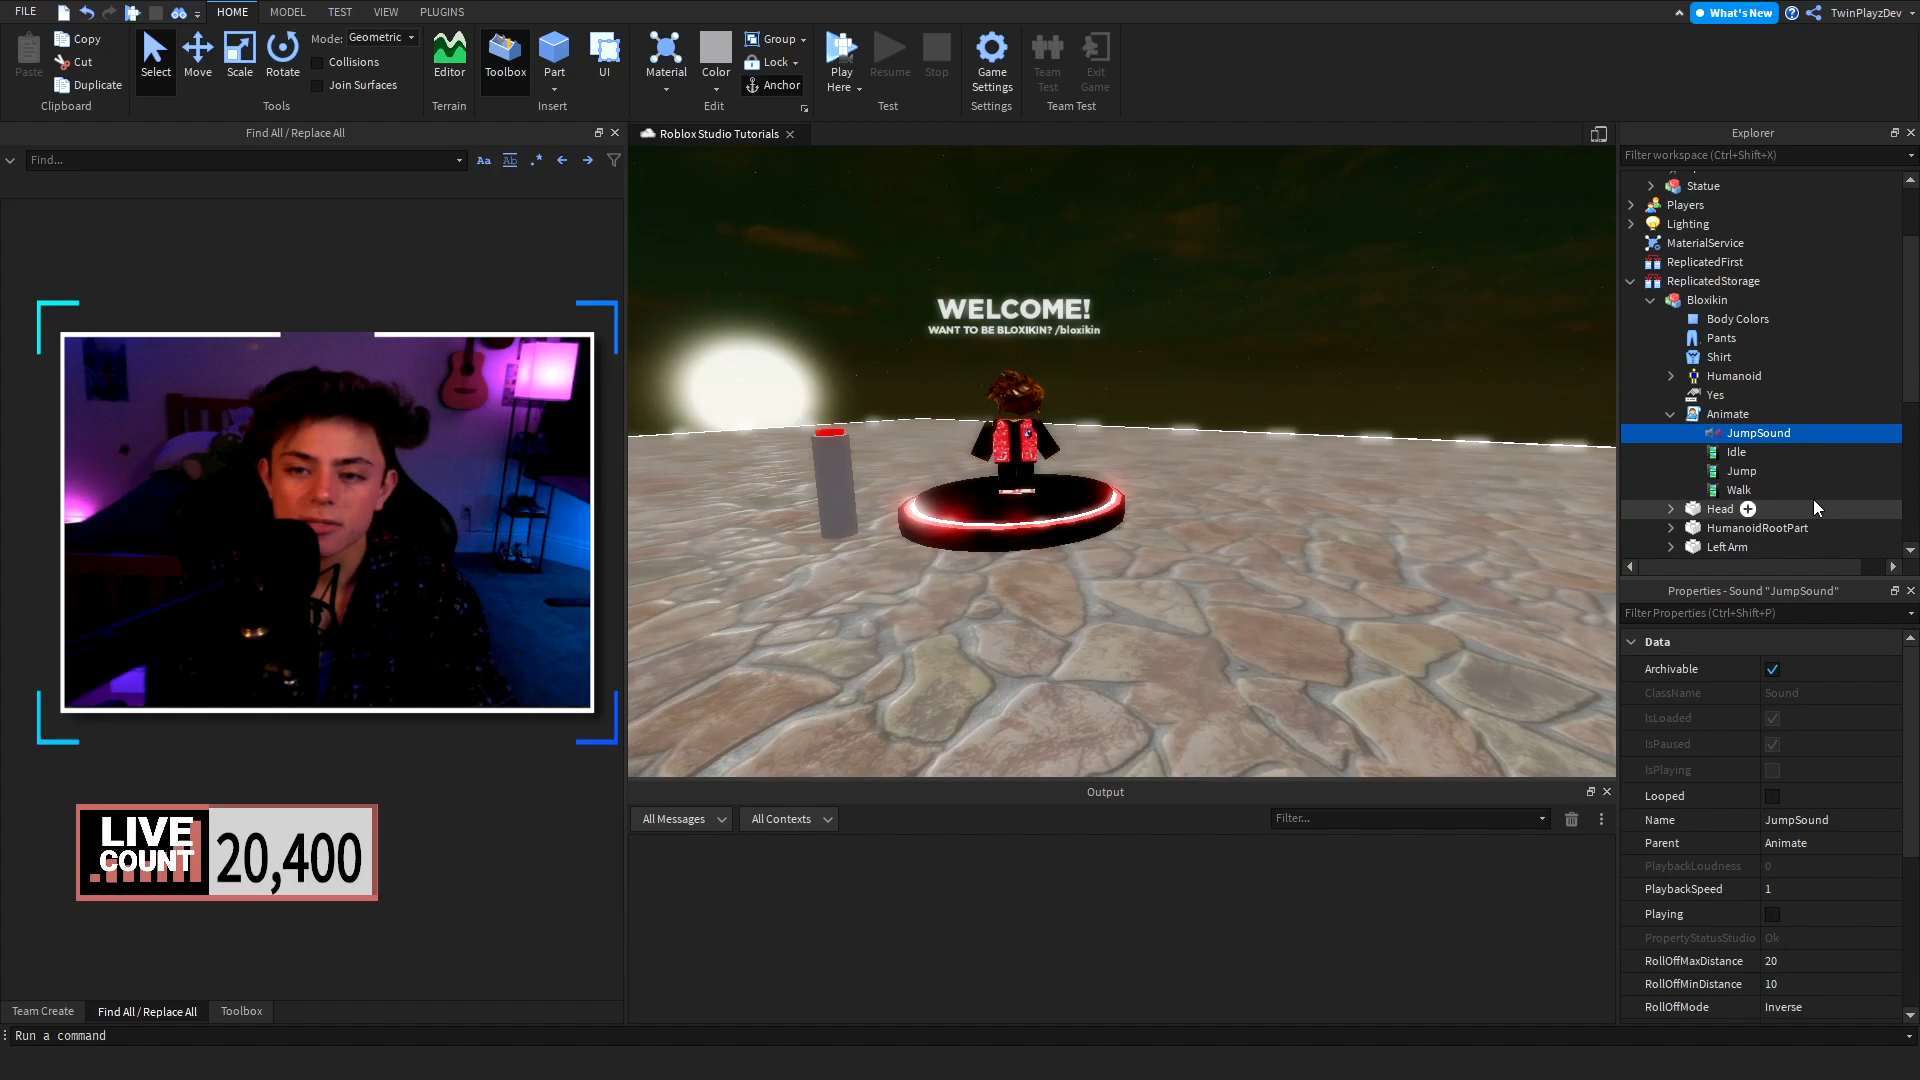 FILE
HOME
MODEL
TEST
VIEW
PLUGINS
What's New
TwinPlayzDev
Paste
Copy
Cut
Duplicate
Clipboard
Select
Move
Scale
Rotate
Mode: Geometric
Collisions
Join Surfaces
Tools
Editor
Terrain
Toolbox
Part
UI
Insert
Material
Color
Group
Lock
Anchor
Edit
Play Here
Resume
Stop
Test
Game Settings
Settings
Team Test
Exit Game
Team Test
Find All / Replace All
Find...
Aa
Ab
.*
Roblox Studio Tutorials
WELCOME!
WANT TO BE BLOXIKIN? /bloxikin
LIVE COUNT
20,400
Team Create
Find All / Replace All
Toolbox
Output
All Messages
All Contexts
Filter...
Run a command
Explorer
Filter workspace (Ctrl+Shift+X)
Statue
Players
Lighting
MaterialService
ReplicatedFirst
ReplicatedStorage
Bloxikin
Body Colors
Pants
Shirt
Humanoid
Yes
Animate
JumpSound
Idle
Jump
Walk
Head
HumanoidRootPart
Left Arm
Properties - Sound "JumpSound"
Filter Properties (Ctrl+Shift+P)
Data
Archivable
ClassName Sound
IsLoaded
IsPaused
IsPlaying
Looped
Name JumpSound
Parent Animate
PlaybackLoudness 0
PlaybackSpeed 1
Playing
PropertyStatusStudio Ok
RollOffMaxDistance 20
RollOffMinDistance 10
RollOffMode Inverse